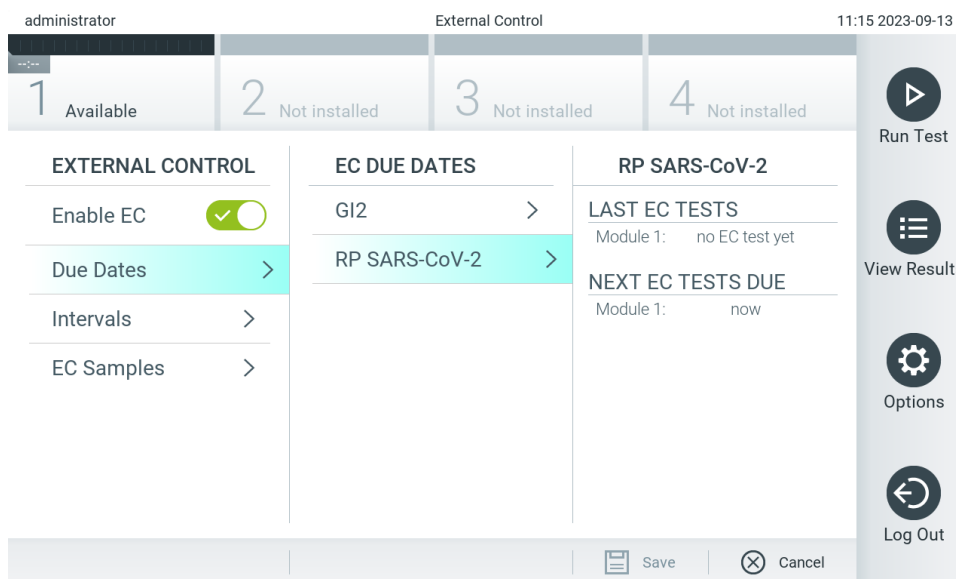 administrator External Control 11:15 2023-09-13
--:--
1 Available 2 Not installed 3 Not installed 4 Not installed
Run Test
EXTERNAL CONTROL
Enable EC
Due Dates
Intervals
EC Samples
EC DUE DATES
GI2
RP SARS-CoV-2
RP SARS-CoV-2
LAST EC TESTS
Module 1: no EC test yet
NEXT EC TESTS DUE
Module 1: now
View Result
Options
Log Out
Save Cancel